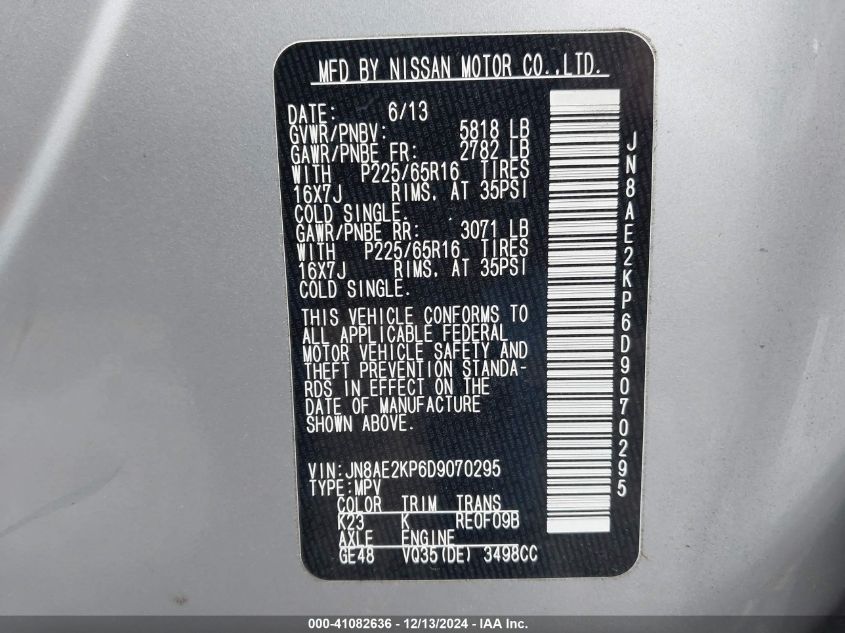 MFD BY NISSAN MOTOR CO.,LTD.
DATE: 6/13
GVWR/PNBV: 5818 LB
GAWR/PNBE FR: 2782 LB
WITH P225/65R16 TIRES
16X7J RIMS, AT 35PSI
COLD SINGLE.
GAWR/PNBE RR: 3071 LB
WITH P225/65R16 TIRES
16X7J RIMS, AT 35PSI
COLD SINGLE.
THIS VEHICLE CONFORMS TO
ALL APPLICABLE FEDERAL
MOTOR VEHICLE SAFETY AND
THEFT PREVENTION STANDA-
RDS IN EFFECT ON THE
DATE OF MANUFACTURE
SHOWN ABOVE.
VIN:JN8AE2KP6D9070295
TYPE:MPV
COLOR TRIM TRANS
K23 K RE0F09B
AXLE ENGINE
GE48 VQ35(DE) 3498CC
JN8AE2KP6D9070295
000-41082636 - 12/13/2024 - IAA Inc.